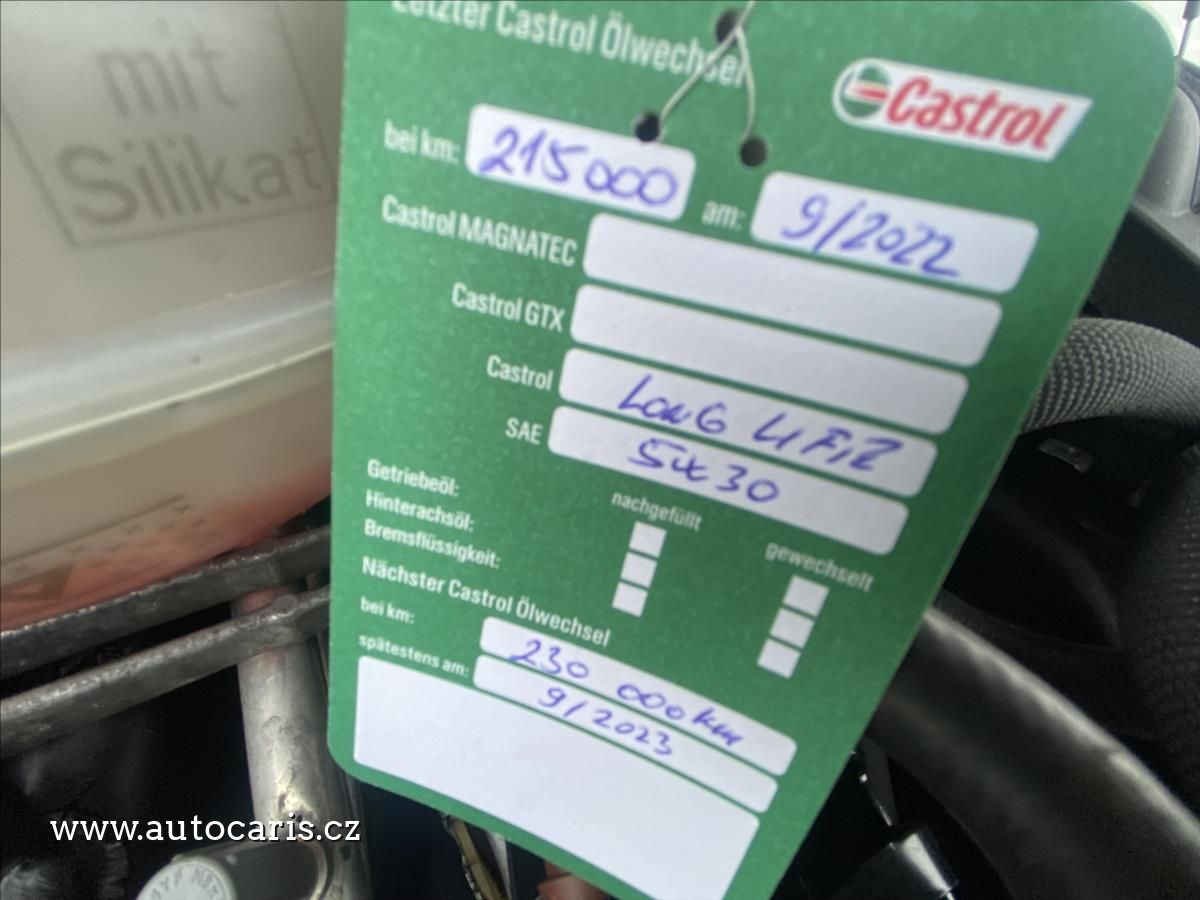 mit
Silikat
Letzter Castrol Ölwechsel
Castrol
bei km: 215000 am: 9/2022
Castrol MAGNATEC
Castrol GTX
Castrol LONG LIFE
SAE 5W30
nachgefüllt gewechselt
Getriebeöl:
Hinterachsöl:
Bremsflüssigkeit:
Nächster Castrol Ölwechsel
bei km: 230 000km
spätestens am: 9/2023
www.autocaris.cz